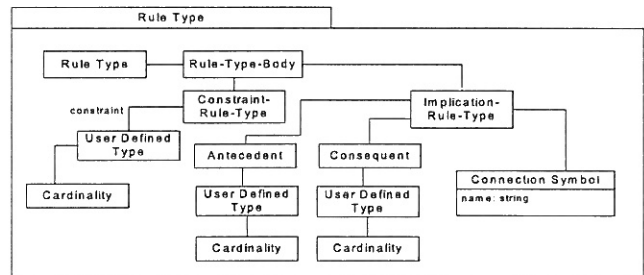 Rule Type
Rule Type
Rule-Type-Body
Constraint-
Rule-Type
Implication-
Rule-Type
constraint
User Defined
Type
Antecedent
Consequent
Cardinality
User Defined
Type
User Defined
Type
Connection Symbol
name: string
Cardinality
Cardinality